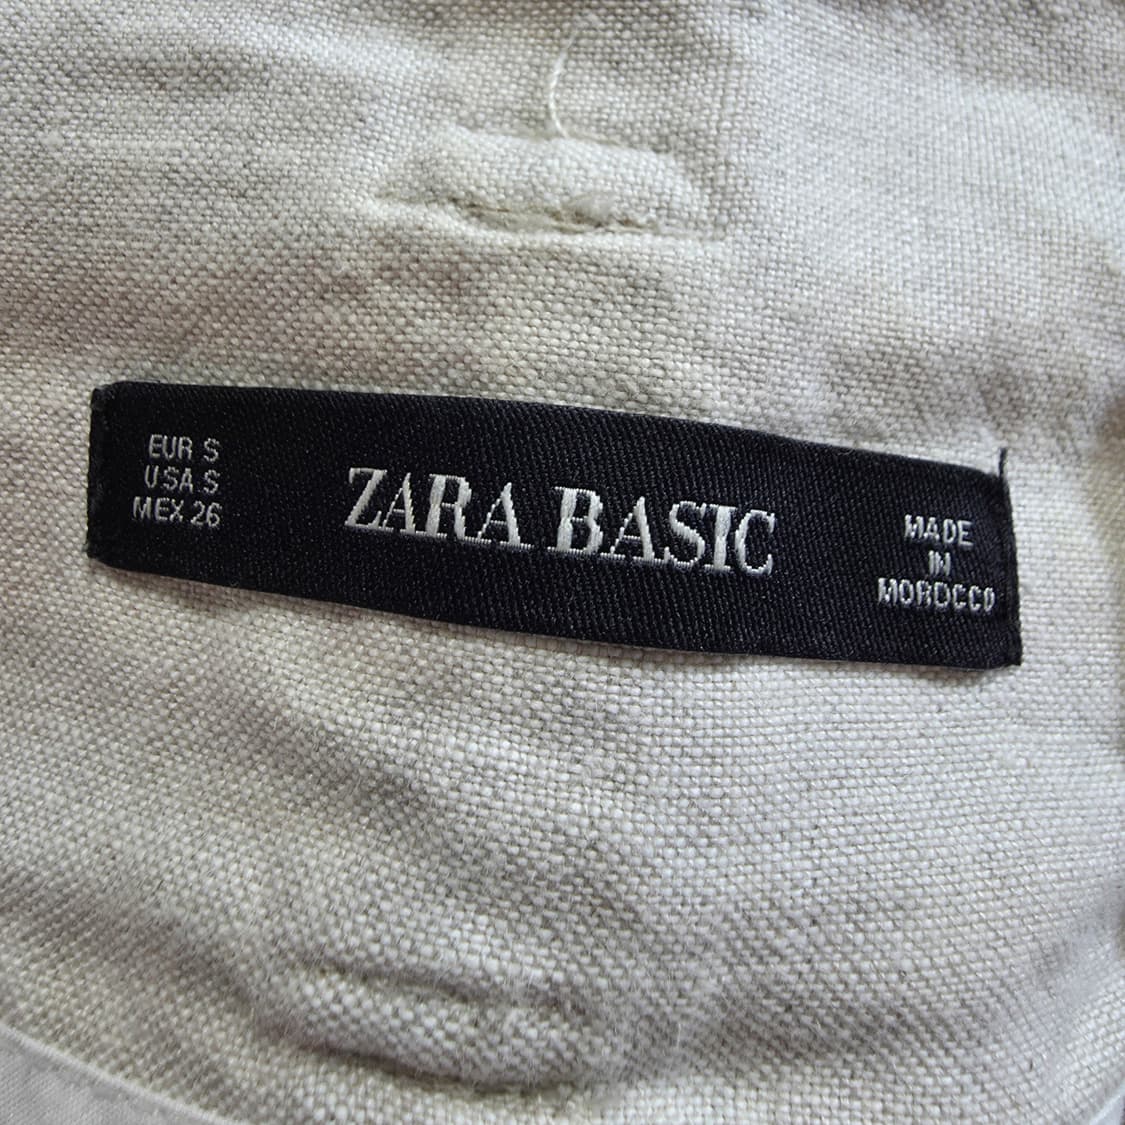 EUR S
USA S
MEX 26
ZARA BASIC
MADE
IN
MOROCCO